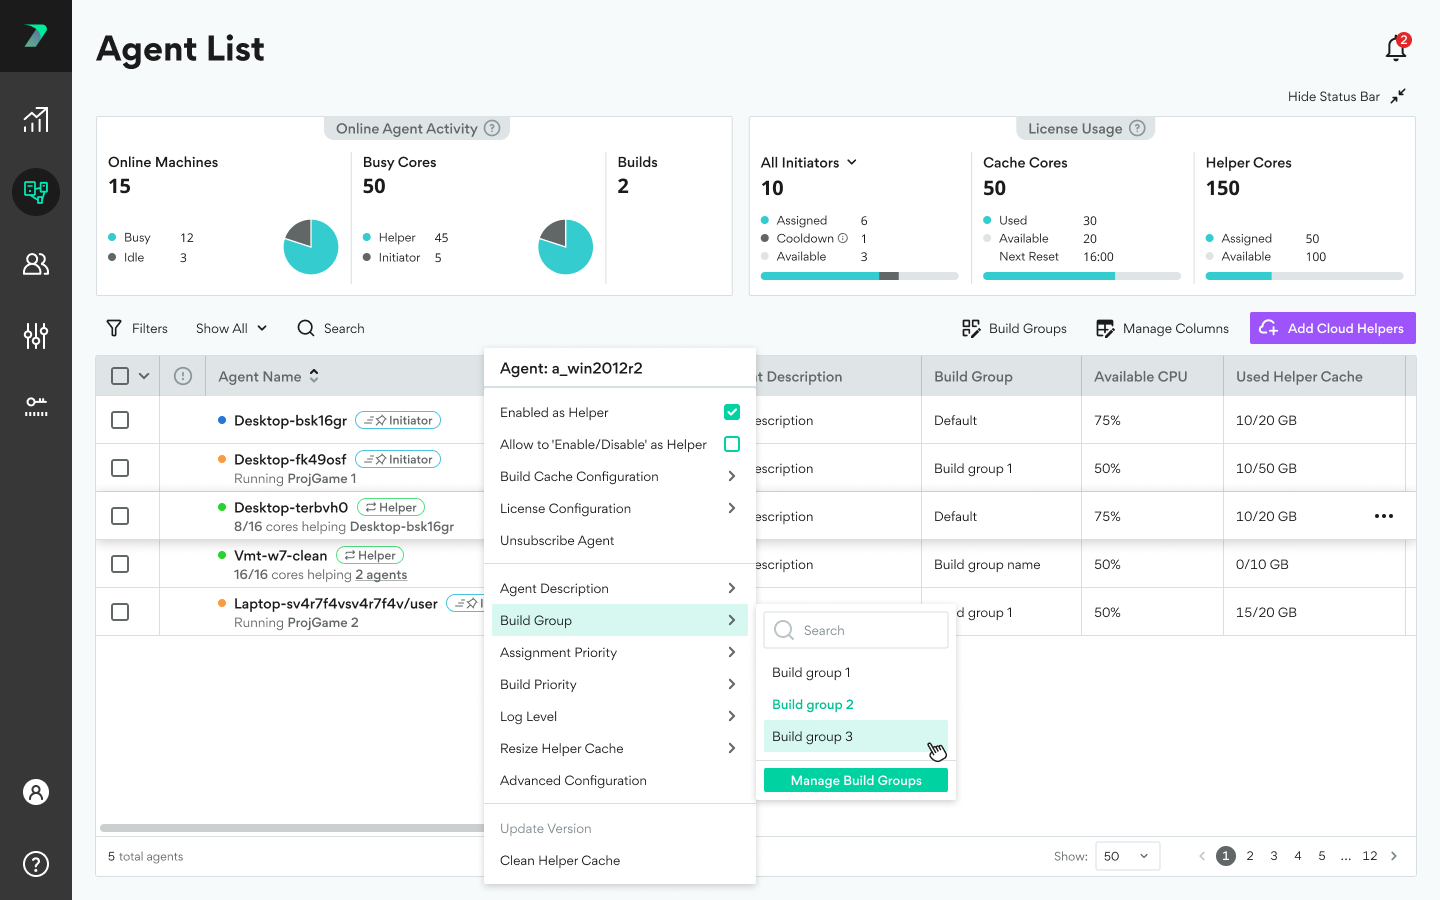 Agent List
2
Hide Status Bar
Online Agent Activity ?
Online Machines
15
Busy 12
Idle 3
Busy Cores
50
Helper 45
Initiator 5
Builds
2
License Usage ?
All Initiators
10
Assigned 6
Cooldown 1
Available 3
Cache Cores
50
Used 30
Available 20
Next Reset 16:00
Helper Cores
150
Assigned 50
Available 100
Filters Show All Search Build Groups Manage Columns Add Cloud Helpers
Agent Name Description Build Group Available CPU Used Helper Cache
Desktop-bsk16gr Initiator Default 75% 10/20 GB
Desktop-fk49osf Initiator Build group 1 50% 10/50 GB
Running ProjGame 1
Desktop-terbvh0 Helper Default 75% 10/20 GB
8/16 cores helping Desktop-bsk16gr
Vmt-w7-clean Helper Build group name 50% 0/10 GB
16/16 cores helping 2 agents
Laptop-sv4r7f4vsv4r7f4v/user group 1 50% 15/20 GB
Running ProjGame 2
Agent: a_win2012r2
Enabled as Helper
Allow to 'Enable/Disable' as Helper
Build Cache Configuration
License Configuration
Unsubscribe Agent
Agent Description
Build Group
Assignment Priority
Build Priority
Log Level
Resize Helper Cache
Advanced Configuration
Update Version
Clean Helper Cache
Search
Build group 1
Build group 2
Build group 3
Manage Build Groups
5 total agents
Show: 50 1 2 3 4 5 ... 12
?